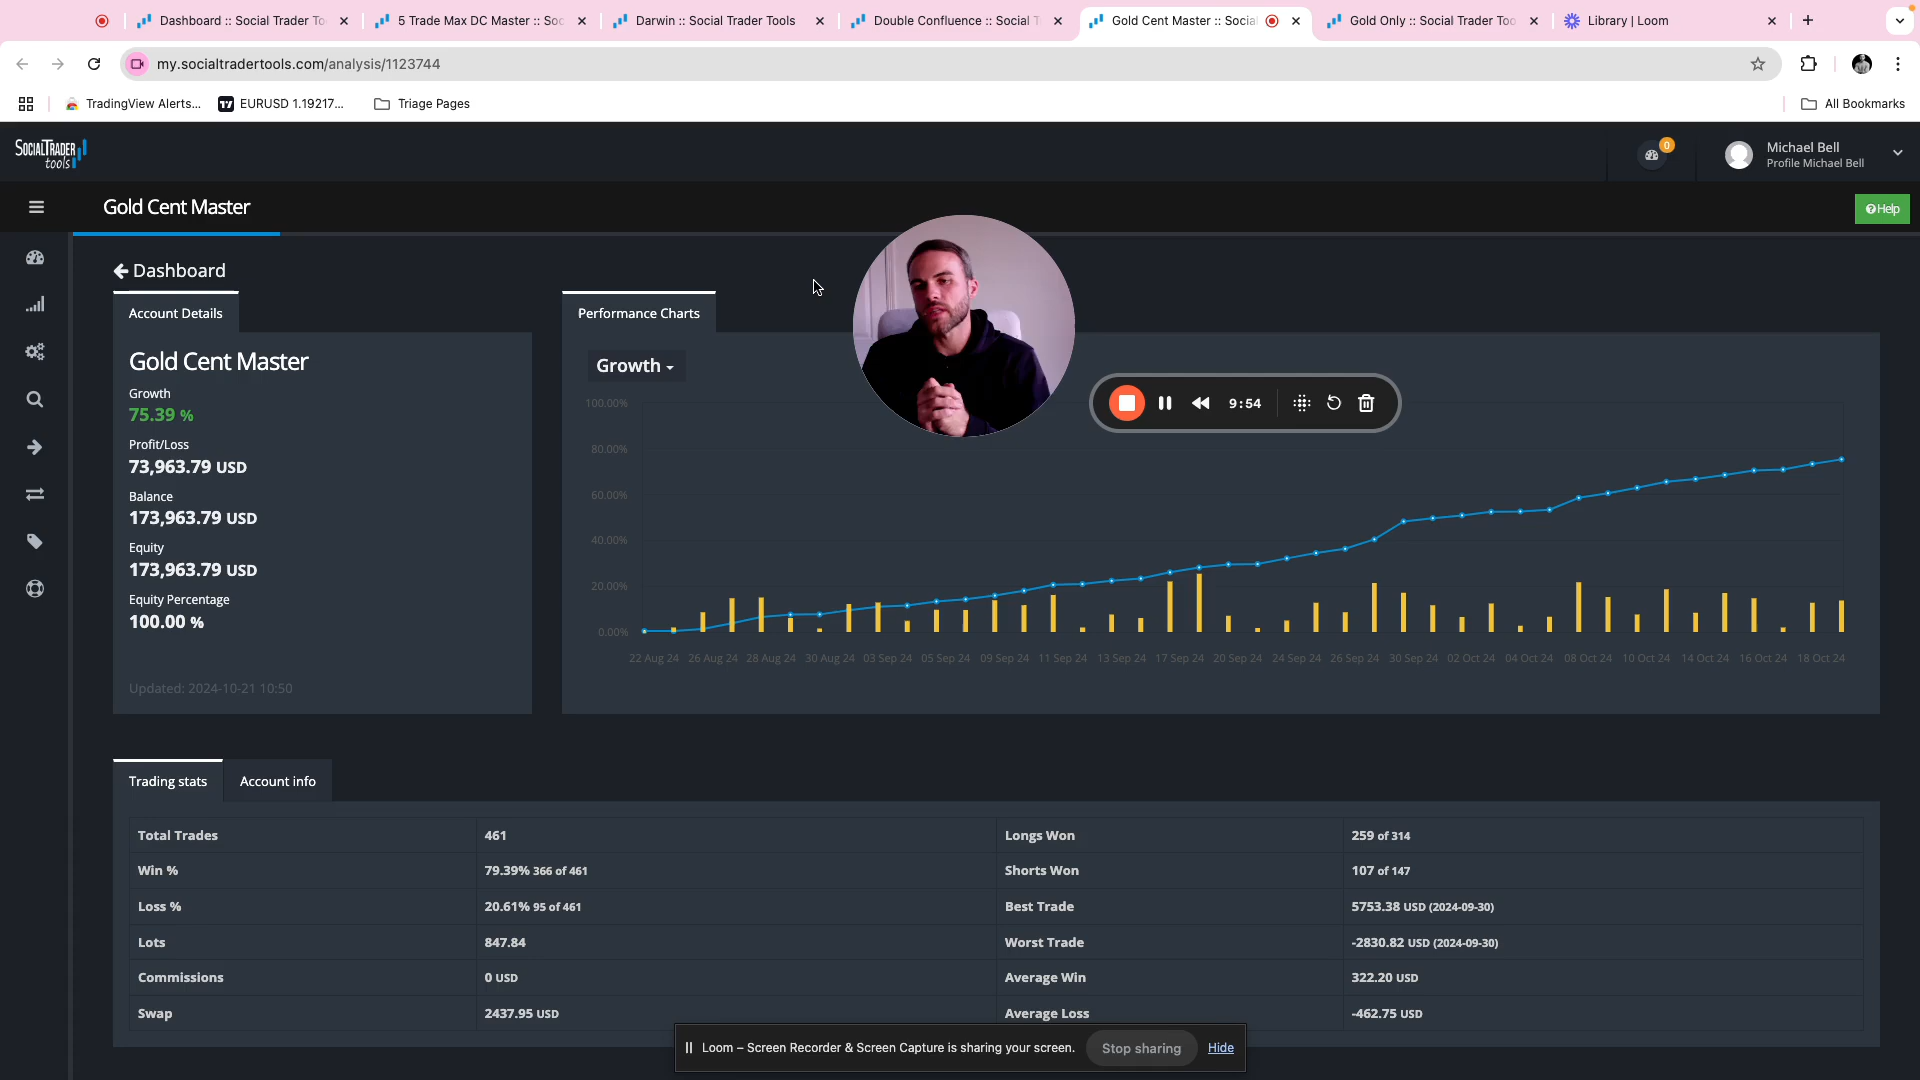 Dashboard :: Social Trader To
5 Trade Max DC Master :: Soc
Darwin :: Social Trader Tools
Double Confluence :: Social T
Gold Cent Master :: Social
Gold Only :: Social Trader Too
Library | Loom
my.socialtradertools.com/analysis/1123744
TradingView Alerts...
EURUSD 1.19217...
Triage Pages
All Bookmarks
SOCIALTRADER
tools
0
Michael Bell
Profile Michael Bell
Gold Cent Master
Help
Dashboard
Account Details
Performance Charts
Gold Cent Master
Growth
75.39 %
Profit/Loss
73,963.79 USD
Balance
173,963.79 USD
Equity
173,963.79 USD
Equity Percentage
100.00 %
Updated: 2024-10-21 10:50
Growth
9:54
100.00%
80.00%
60.00%
40.00%
20.00%
0.00%
22 Aug 24 26 Aug 24 28 Aug 24 30 Aug 24 03 Sep 24 05 Sep 24 09 Sep 24 11 Sep 24 13 Sep 24 17 Sep 24 20 Sep 24 24 Sep 24 26 Sep 24 30 Sep 24 02 Oct 24 04 Oct 24 08 Oct 24 10 Oct 24 14 Oct 24 16 Oct 24 18 Oct 24
Trading stats
Account info
Total Trades 461 Longs Won 259 of 314
Win % 79.39% 366 of 461 Shorts Won 107 of 147
Loss % 20.61% 95 of 461 Best Trade 5753.38 USD (2024-09-30)
Lots 847.84 Worst Trade -2830.82 USD (2024-09-30)
Commissions 0 USD Average Win 322.20 USD
Swap 2437.95 USD Average Loss -462.75 USD
Loom – Screen Recorder & Screen Capture is sharing your screen.
Stop sharing
Hide